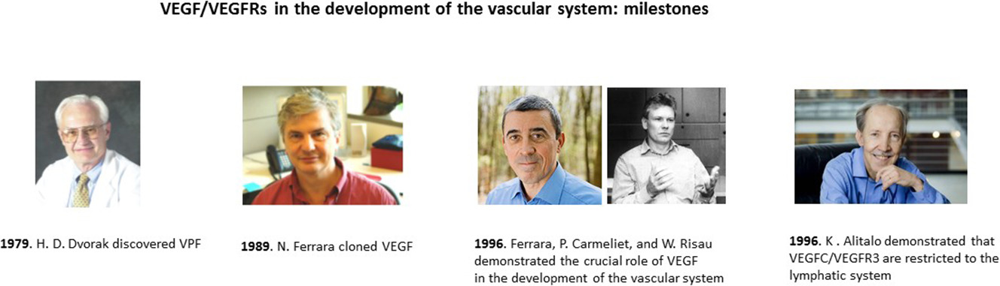 VEGF/VEGFRs in the development of the vascular system: milestones
1979. H. D. Dvorak discovered VPF
1989. N. Ferrara cloned VEGF
1996. Ferrara, P. Carmeliet, and W. Risau
demonstrated the crucial role of VEGF
in the development of the vascular system
1996. K . Alitalo demonstrated that
VEGFC/VEGFR3 are restricted to the
lymphatic system